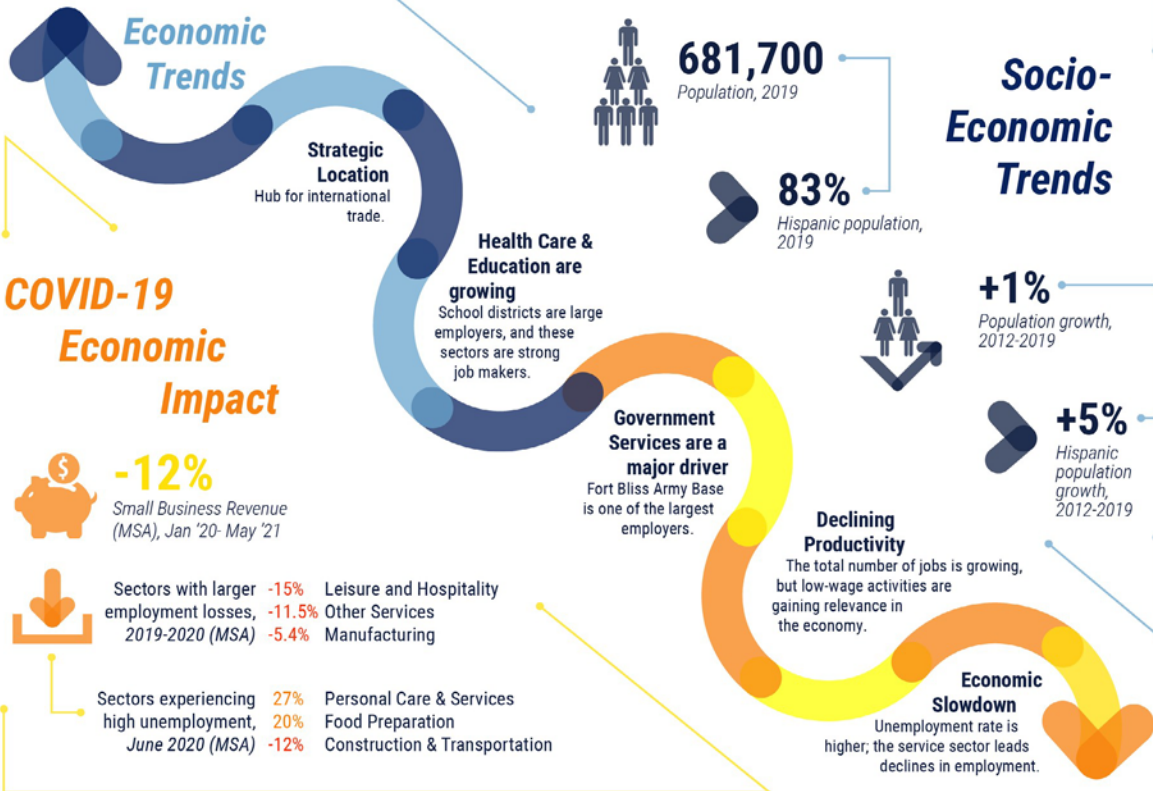 Economic
Trends
Strategic
Location
Hub for international
trade.
Health Care &
Education are
growing
School districts are large
employers, and these
sectors are strong
job makers.
Government
Services are a
major driver
Fort Bliss Army Base
is one of the largest
employers.
Declining
Productivity
The total number of jobs is growing,
but low-wage activities are
gaining relevance in
the economy.
Economic
Slowdown
Unemployment rate is
higher; the service sector leads
declines in employment.
Socio-
Economic
Trends
681,700
Population, 2019
83%
Hispanic population,
2019
+1%
Population growth,
2012-2019
+5%
Hispanic
population
growth,
2012-2019
COVID-19
Economic
Impact
$
-12%
Small Business Revenue
(MSA), Jan '20- May '21
Sectors with larger -15% Leisure and Hospitality
employment losses, -11.5% Other Services
2019-2020 (MSA) -5.4% Manufacturing
Sectors experiencing 27% Personal Care & Services
high unemployment, 20% Food Preparation
June 2020 (MSA) -12% Construction & Transportation